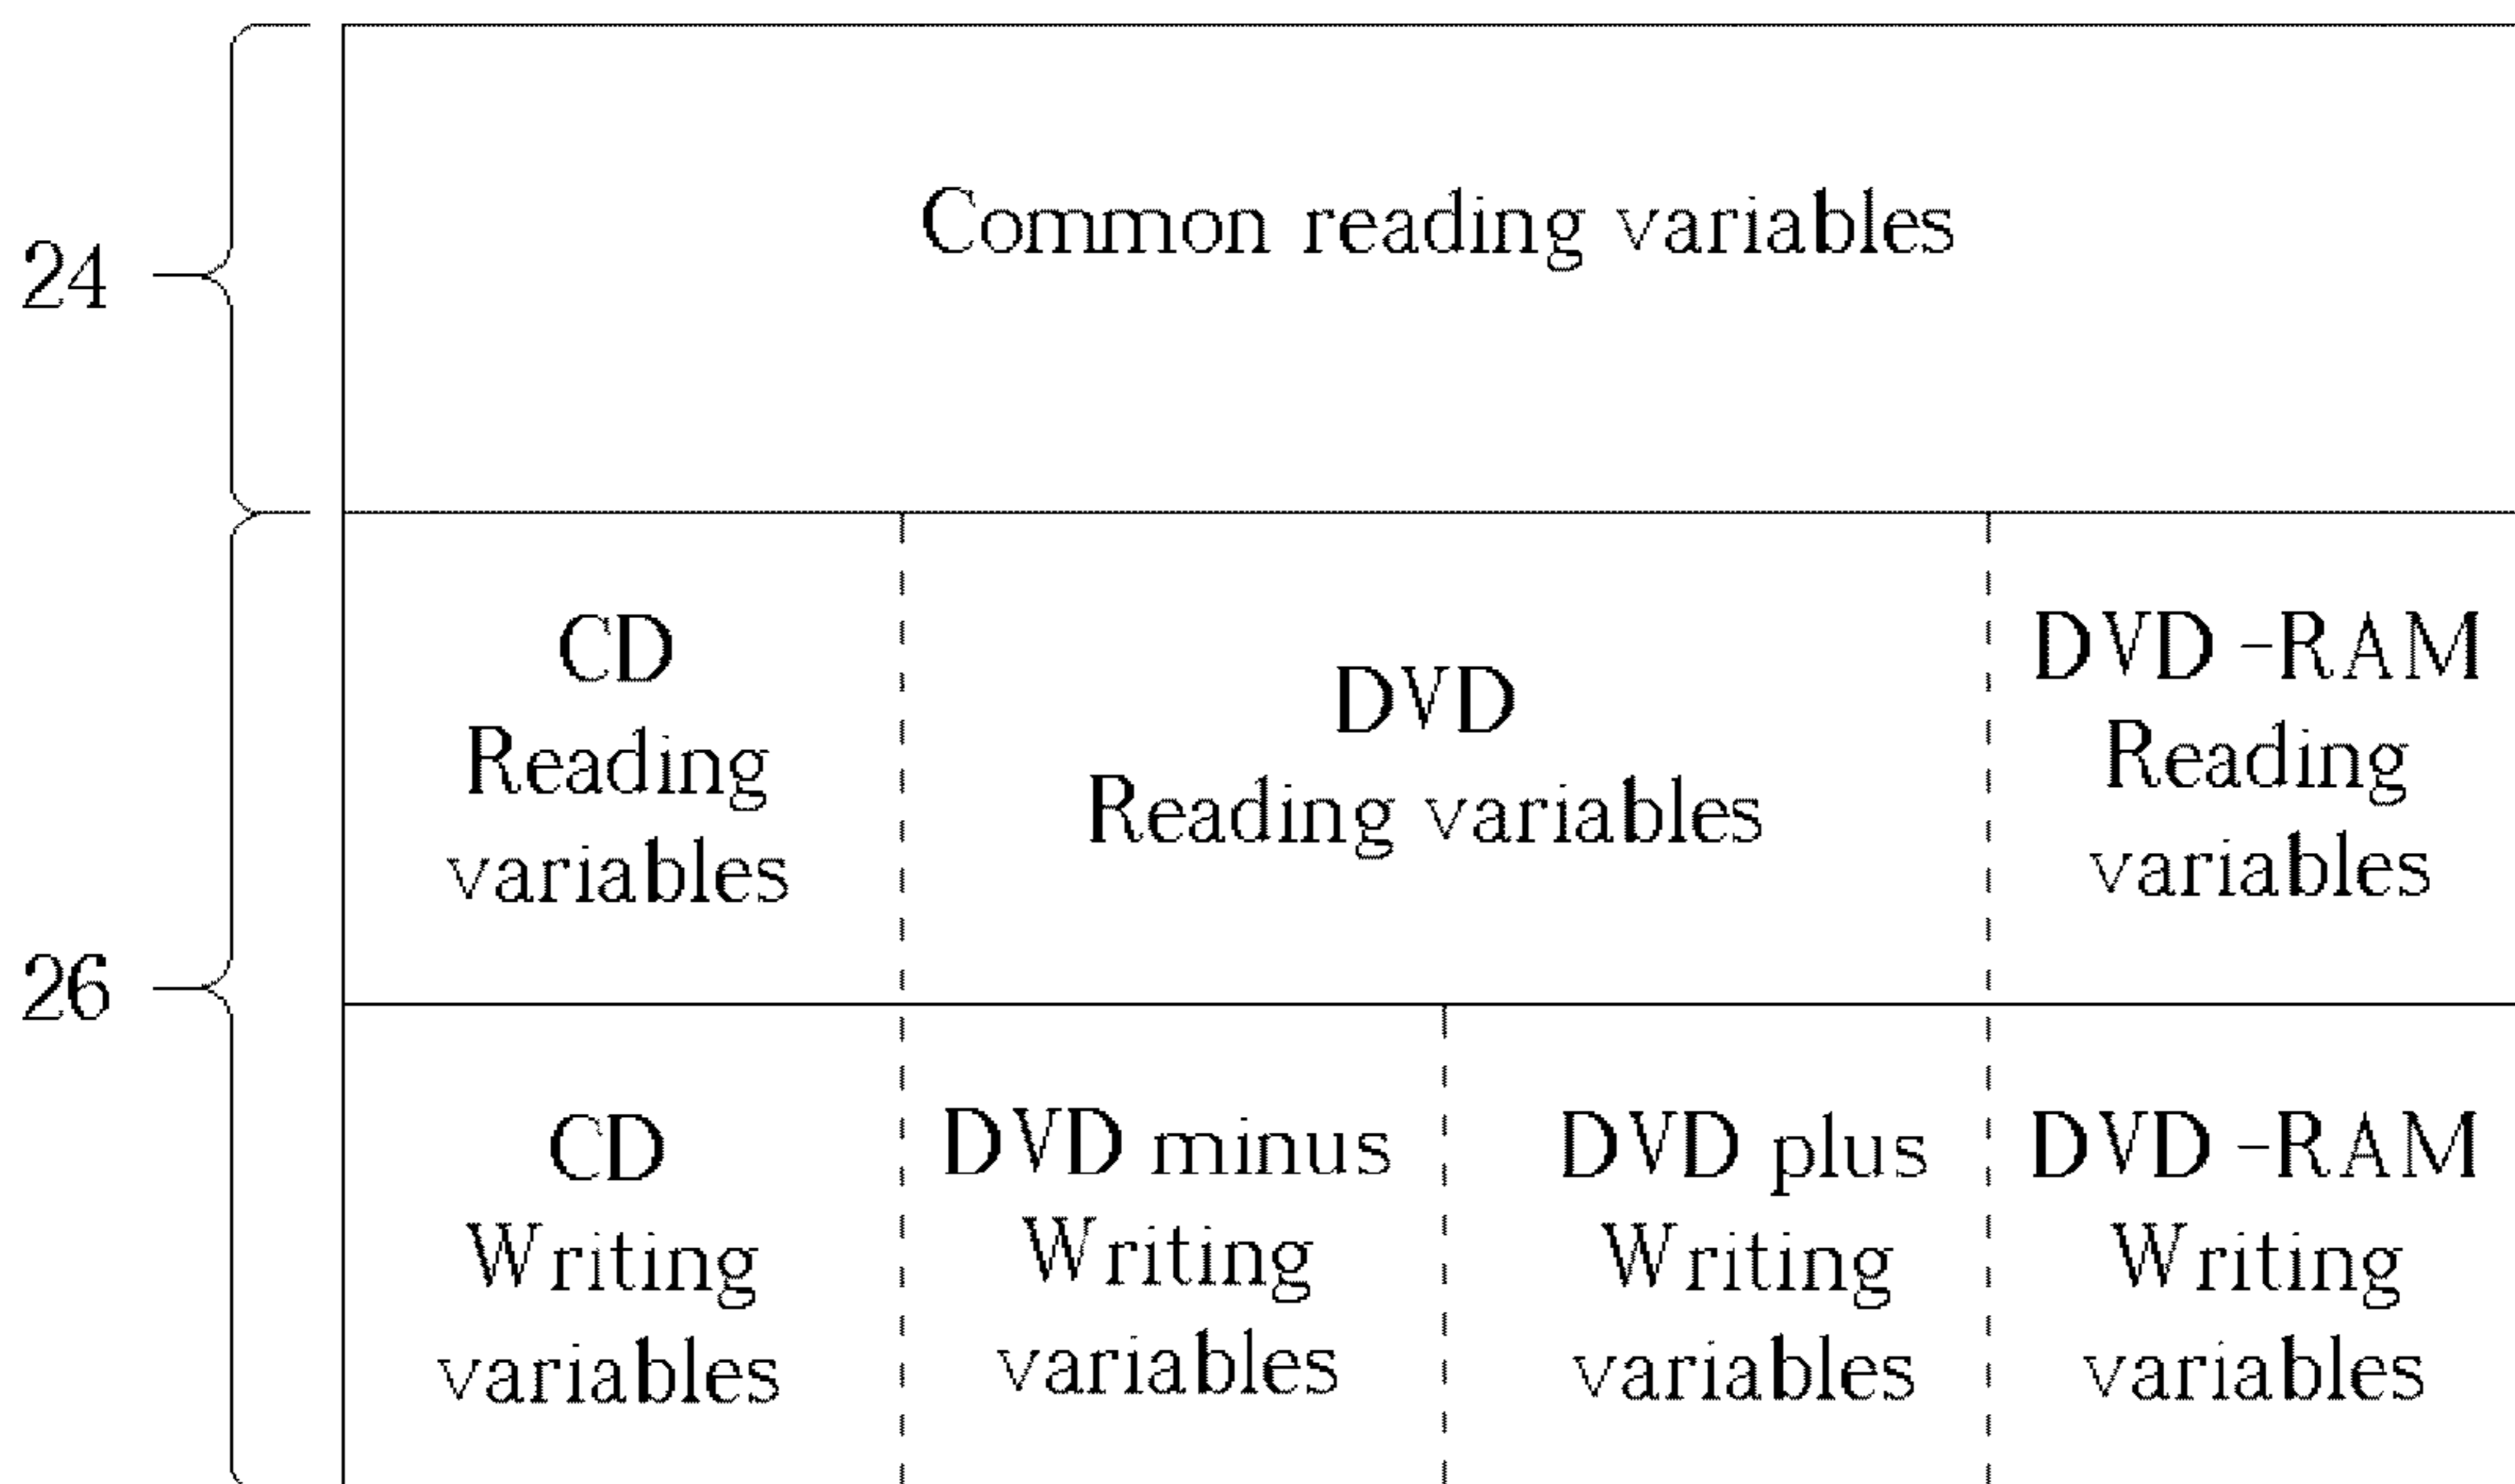 24
Common reading variables
26
CD
Reading
variables
DVD
Reading variables
DVD -RAM
Reading
variables
CD
Writing
variables
DVD minus
Writing
variables
DVD plus
Writing
variables
DVD -RAM
Writing
variables